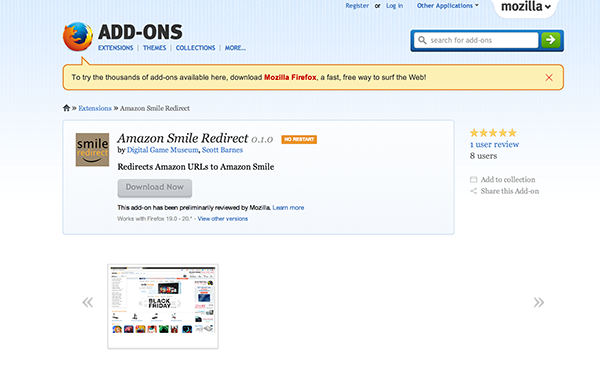 Register or Log in Other Applications mozilla
ADD-ONS
EXTENSIONS | THEMES | COLLECTIONS | MORE...
search for add-ons
To try the thousands of add-ons available here, download Mozilla Firefox, a fast, free way to surf the Web!
» Extensions » Amazon Smile Redirect
smile
redirect
Amazon Smile Redirect 0.1.0 NO RESTART
by Digital Game Museum, Scott Barnes
Redirects Amazon URLs to Amazon Smile
Download Now
This add-on has been preliminarily reviewed by Mozilla. Learn more
Works with Firefox 19.0 - 20.* · View other versions
1 user review
8 users
Add to collection
Share this Add-on
«
BLACK
FRIDAY
»